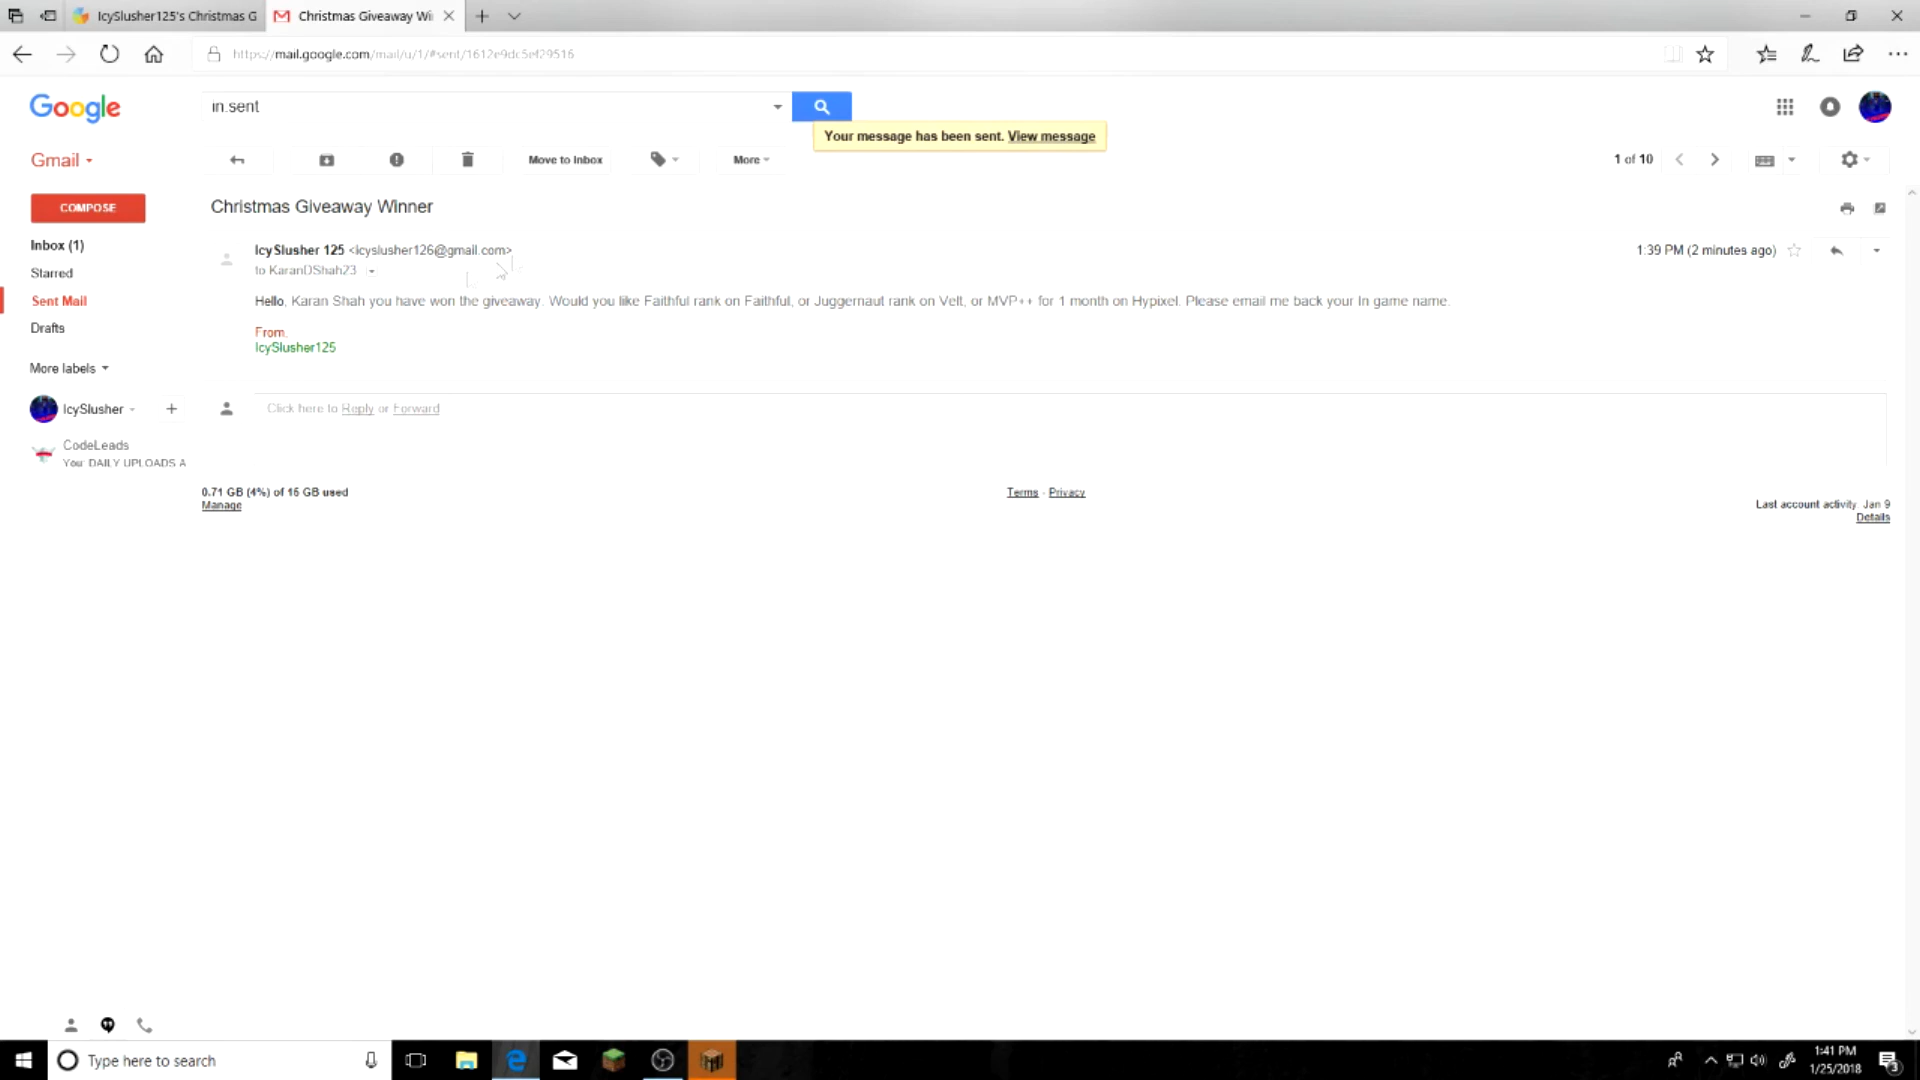 IcySlusher125's Christmas G
Christmas Giveaway Wi
https://mail.google.com/mail/u/1/#sent/1612e9dc5ef29516
Google
in:sent
Your message has been sent. View message
Gmail
Move to Inbox
More
1 of 10
COMPOSE
Christmas Giveaway Winner
Inbox (1)
IcySlusher 125 <icyslusher126@gmail.com>
1:39 PM (2 minutes ago)
to KaranDShah23
Starred
Sent Mail
Hello, Karan Shah you have won the giveaway. Would you like Faithful rank on Faithful, or Juggernaut rank on Velt, or MVP++ for 1 month on Hypixel. Please email me back your In game name.
Drafts
From,
IcySlusher125
More labels
IcySlusher
Click here to Reply or Forward
CodeLeads
You: DAILY UPLOADS A
0.71 GB (4%) of 15 GB used
Manage
Terms - Privacy
Last account activity: Jan 9
Details
Type here to search
1:41 PM
1/25/2018
3